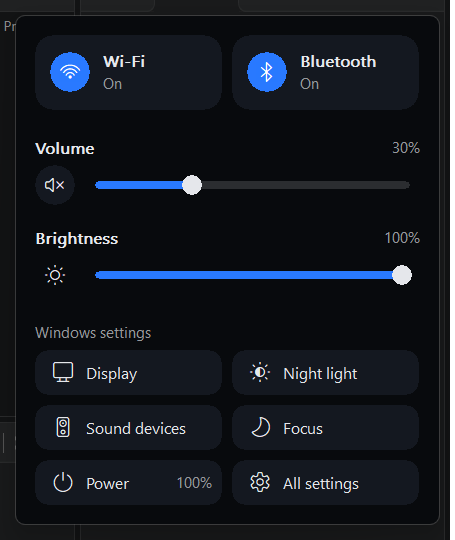 Wi-Fi
On
Bluetooth
On
Volume
30%
Brightness
100%
Windows settings
Display
Night light
Sound devices
Focus
Power 100%
All settings